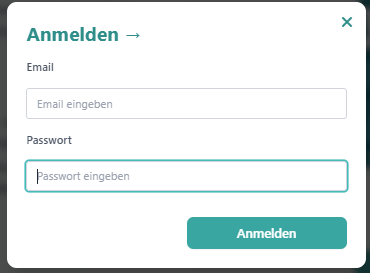 Anmelden →
Email
Email eingeben
Passwort
Passwort eingeben
Anmelden